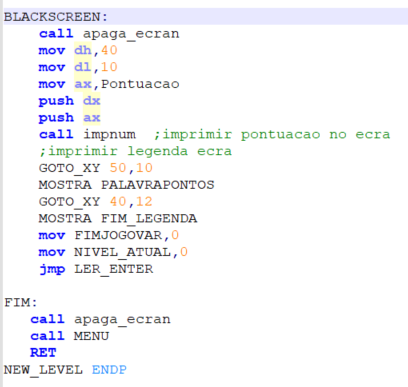 BLACKSCREEN:
call apaga_ecran
mov dh,40
mov dl,10
mov ax,Pontuacao
push dx
push ax
call impnum ;imprimir pontuacao no ecra
;imprimir legenda ecra
GOTO_XY 50,10
MOSTRA PALAVRAPONTOS
GOTO_XY 40,12
MOSTRA FIM_LEGENDA
mov FIMJOGOVAR,0
mov NIVEL_ATUAL,0
jmp LER_ENTER
FIM:
call apaga_ecran
call MENU
RET
NEW_LEVEL ENDP